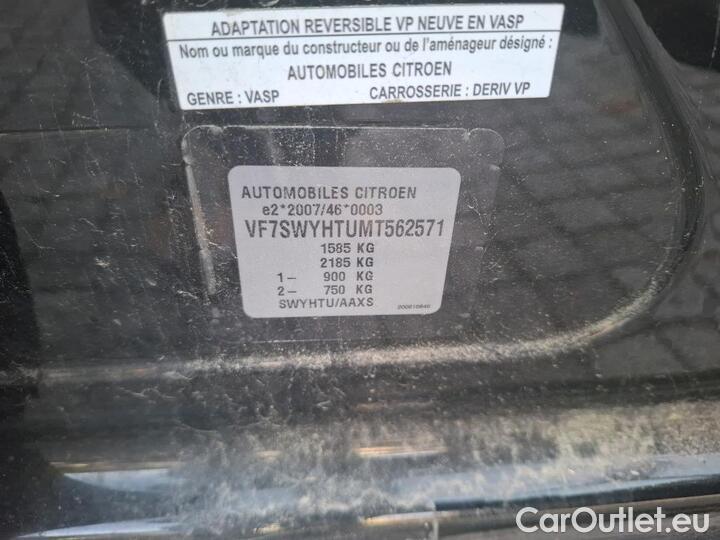 ADAPTATION REVERSIBLE VP NEUVE EN VASP
Nom ou marque du constructeur ou de l'aménageur désigné :
AUTOMOBILES CITROEN
GENRE : VASP CARROSSERIE : DERIV VP
AUTOMOBILES CITROEN
e2*2007/46*0003
VF7SWYHTUMT562571
1585 KG
2185 KG
1- 900 KG
2- 750 KG
SWYHTU/AAXS
CarOutlet.eu